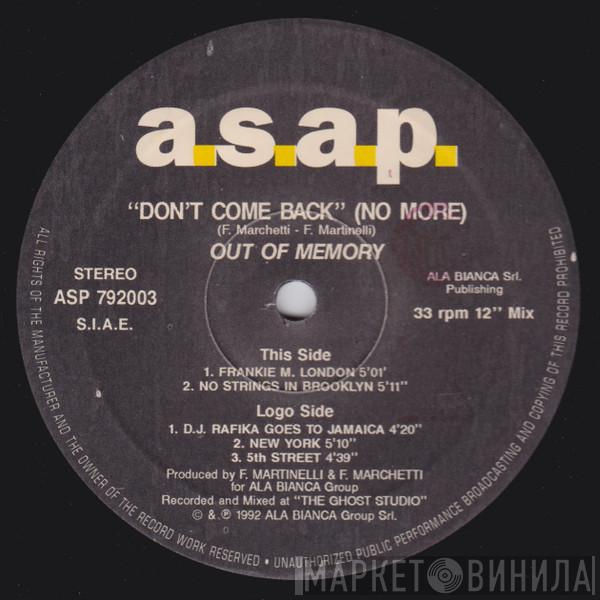 a.s.a.p.
"DON'T COME BACK" (NO MORE)
(F. Marchetti - F. Martinelli)
OUT OF MEMORY
STEREO
ASP 792003
S.I.A.E.
ALA BIANCA Srl.
Publishing
33 rpm 12" Mix
This Side
1. FRANKIE M. LONDON 5'01'
2. NO STRINGS IN BROOKLYN 5'11"
Logo Side
1. D.J. RAFIKA GOES TO JAMAICA 4'20"
2. NEW YORK 5'10"
3. 5th STREET 4'39"
Produced by F. MARTINELLI & F. MARCHETTI
for ALA BIANCA Group
Recorded and Mixed at "THE GHOST STUDIO"
© & ℗ 1992 ALA BIANCA Group Srl.
ALL RIGHTS OF THE MANUFACTURER AND THE OWNER OF THE RECORD WORK RESERVED • UNAUTHORIZED PUBLIC PERFORMANCE BROADCASTING AND COPYING OF THIS RECORD PROHIBITED
МАРКЕТ ВИНИЛА